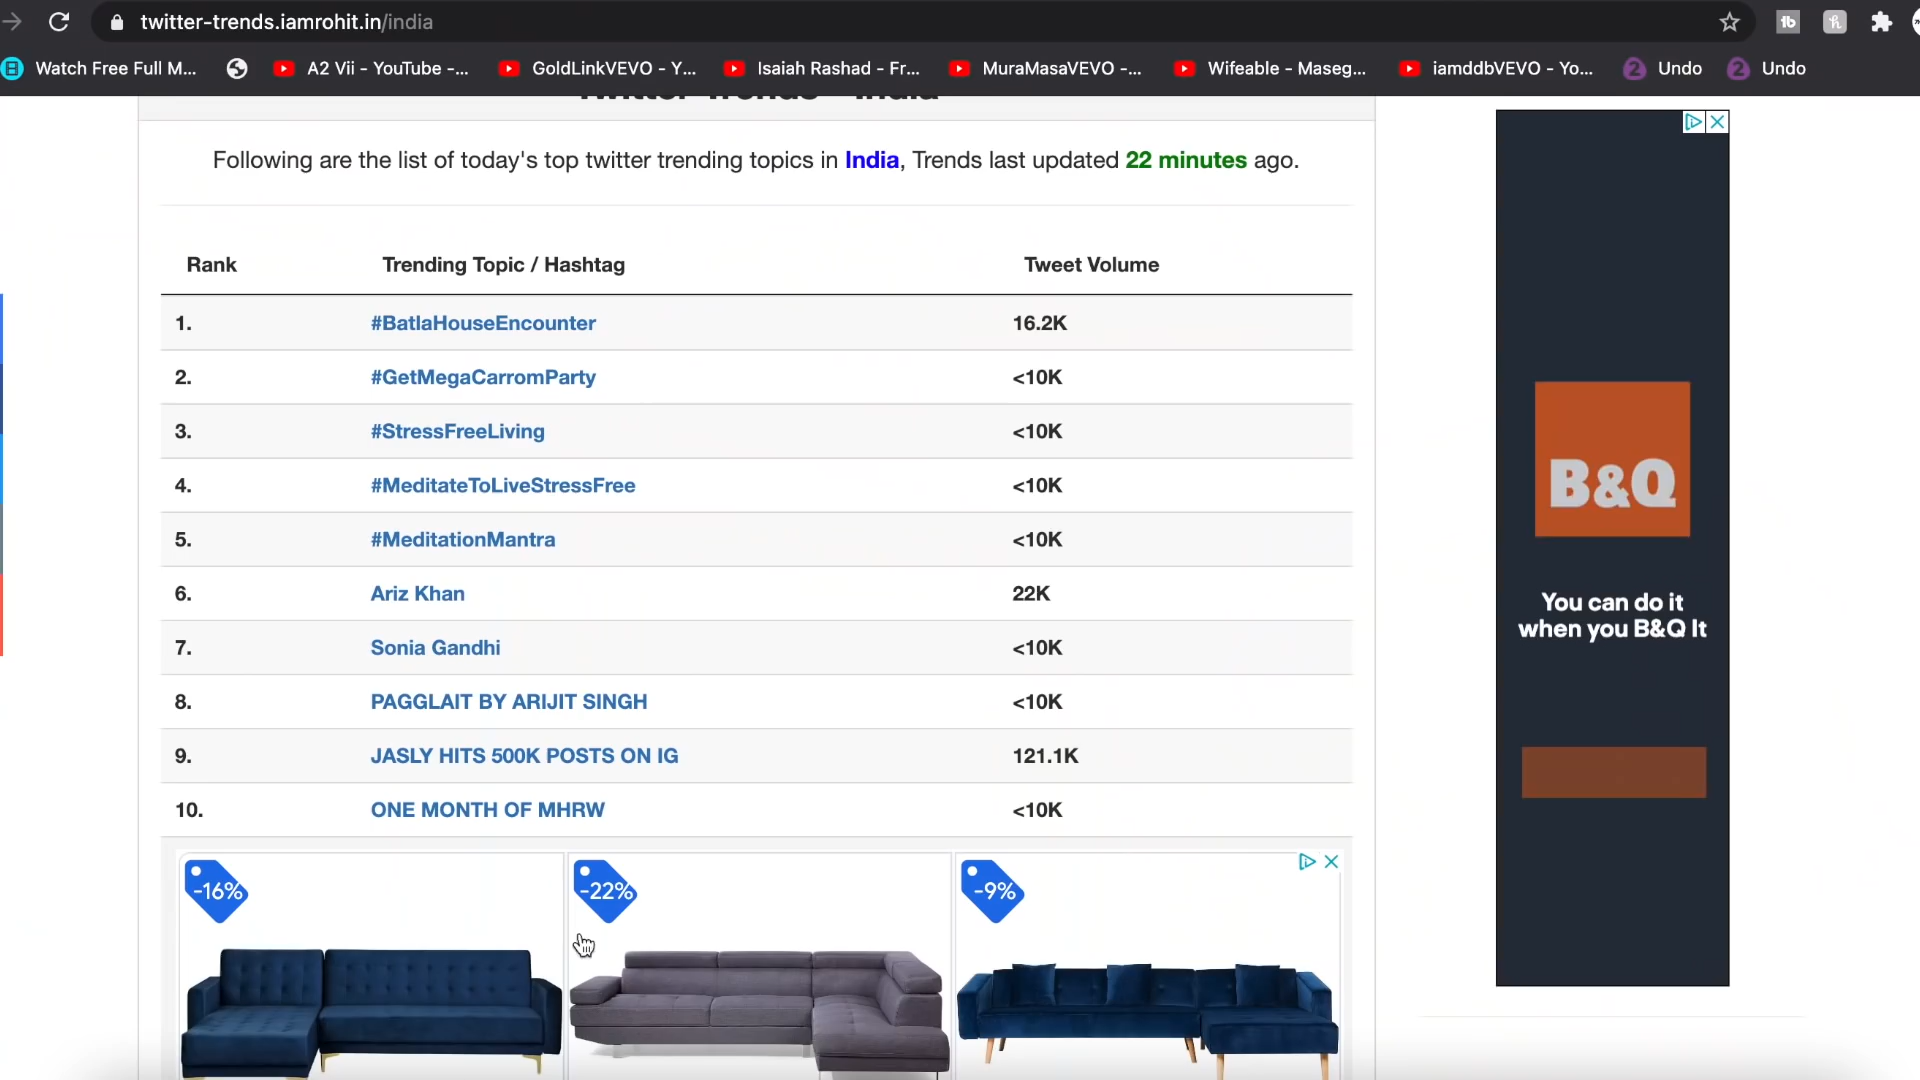 twitter-trends.iamrohit.in/india
Watch Free Full M... A2 Vii - YouTube -... GoldLinkVEVO - Y... Isaiah Rashad - Fr... MuraMasaVEVO -... Wifeable - Maseg... iamddbVEVO - Yo... Undo Undo
Twitter Trends - India
Following are the list of today's top twitter trending topics in India, Trends last updated 22 minutes ago.
Rank Trending Topic / Hashtag Tweet Volume
1. #BatlaHouseEncounter 16.2K
2. #GetMegaCarromParty <10K
3. #StressFreeLiving <10K
4. #MeditateToLiveStressFree <10K
5. #MeditationMantra <10K
6. Ariz Khan 22K
7. Sonia Gandhi <10K
8. PAGGLAIT BY ARIJIT SINGH <10K
9. JASLY HITS 500K POSTS ON IG 121.1K
10. ONE MONTH OF MHRW <10K
-16% -22% -9%
B&Q
You can do it
when you B&Q It